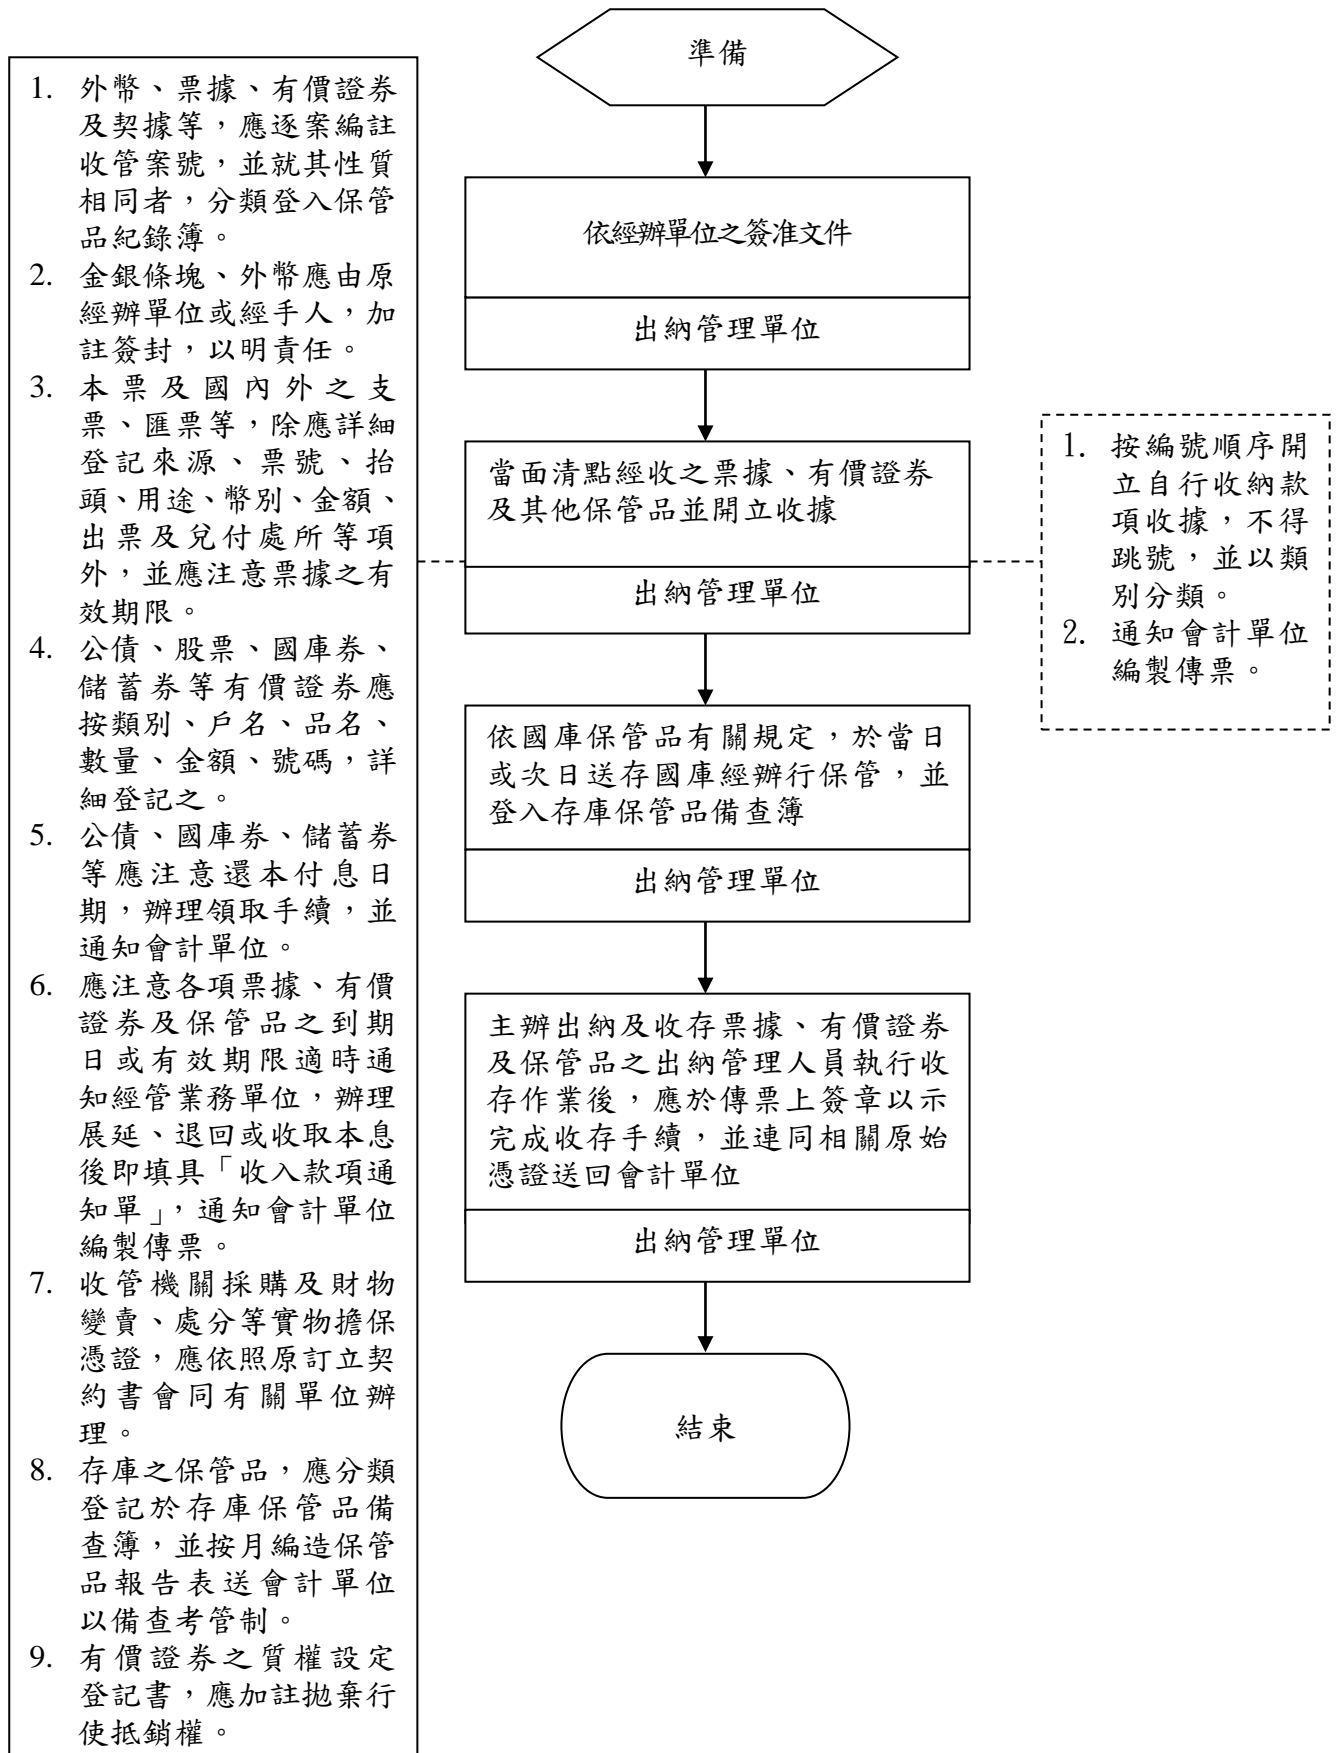 準備
1. 外幣、票據、有價證券
及契據等，應逐案編註
收管案號，並就其性質
相同者，分類登入保管
品紀錄簿。
2. 金銀條塊、外幣應由原
經辦單位或經手人，加
註簽封，以明責任。
3. 本票及國內外之支
票、匯票等，除應詳細
登記來源、票號、抬
頭、用途、幣別、金額、
出票及兌付處所等項
外，並應注意票據之有
效期限。
4. 公債、股票、國庫券、
儲蓄券等有價證券應
按類別、戶名、品名、
數量、金額、號碼，詳
細登記之。
5. 公債、國庫券、儲蓄券
等應注意還本付息日
期，辦理領取手續，並
通知會計單位。
6. 應注意各項票據、有價
證券及保管品之到期
日或有效期限適時通
知經管業務單位，辦理
展延、退回或收取本息
後即填具「收入款項通
知單」，通知會計單位
編製傳票。
7. 收管機關採購及財物
變賣、處分等實物擔保
憑證，應依照原訂立契
約書會同有關單位辦
理。
8. 存庫之保管品，應分類
登記於存庫保管品備
查簿，並按月編造保管
品報告表送會計單位
以備查考管制。
9. 有價證券之質權設定
登記書，應加註拋棄行
使抵銷權。
依經辦單位之簽准文件
出納管理單位
當面清點經收之票據、有價證券
及其他保管品並開立收據
出納管理單位
1. 按編號順序開
立自行收納款
項收據，不得
跳號，並以類
別分類。
2. 通知會計單位
編製傳票。
依國庫保管品有關規定，於當日
或次日送存國庫經辦行保管，並
登入存庫保管品備查簿
出納管理單位
主辦出納及收存票據、有價證券
及保管品之出納管理人員執行收
存作業後，應於傳票上簽章以示
完成收存手續，並連同相關原始
憑證送回會計單位
出納管理單位
結束